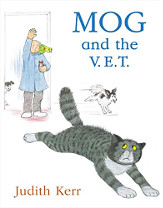 MOG
and the
V.E.T.
Judith Kerr